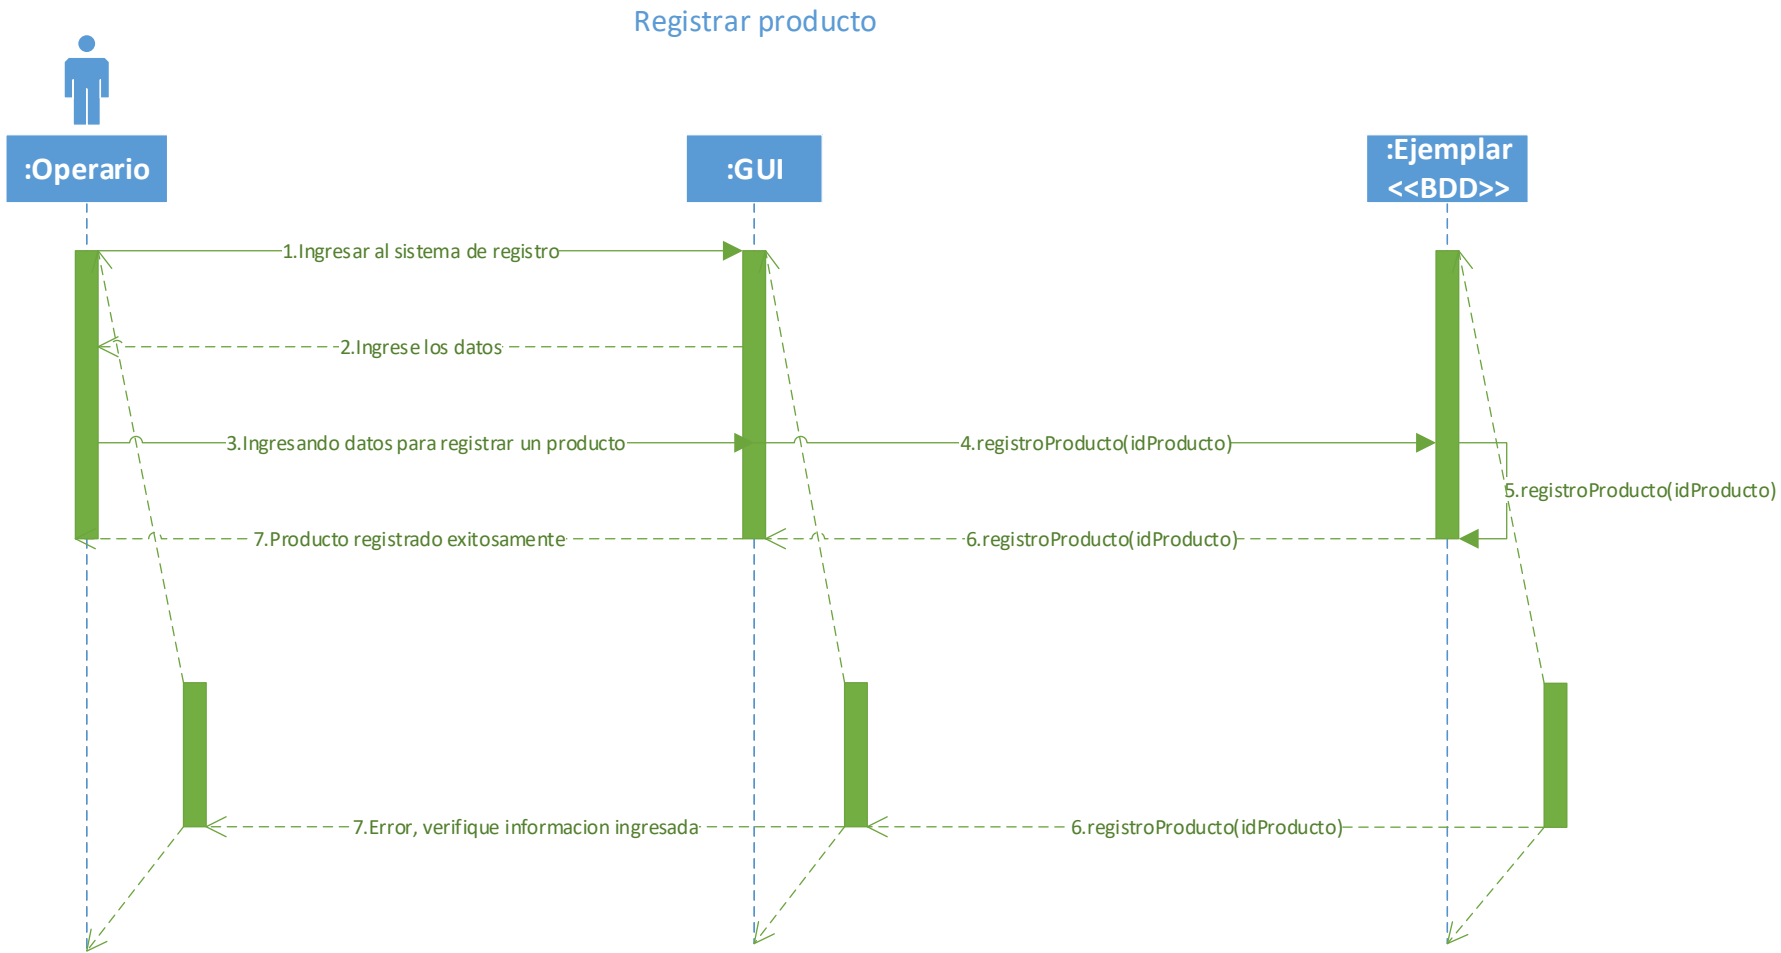 Registrar producto
:Operario
:GUI
:Ejemplar
<<BDD>>
1.Ingresar al sistema de registro
2.Ingrese los datos
3.Ingresando datos para registrar un producto
4.registroProducto(idProducto)
5.registroProducto(idProducto)
7.Producto registrado exitosamente
6.registroProducto(idProducto)
7.Error, verifique informacion ingresada
6.registroProducto(idProducto)